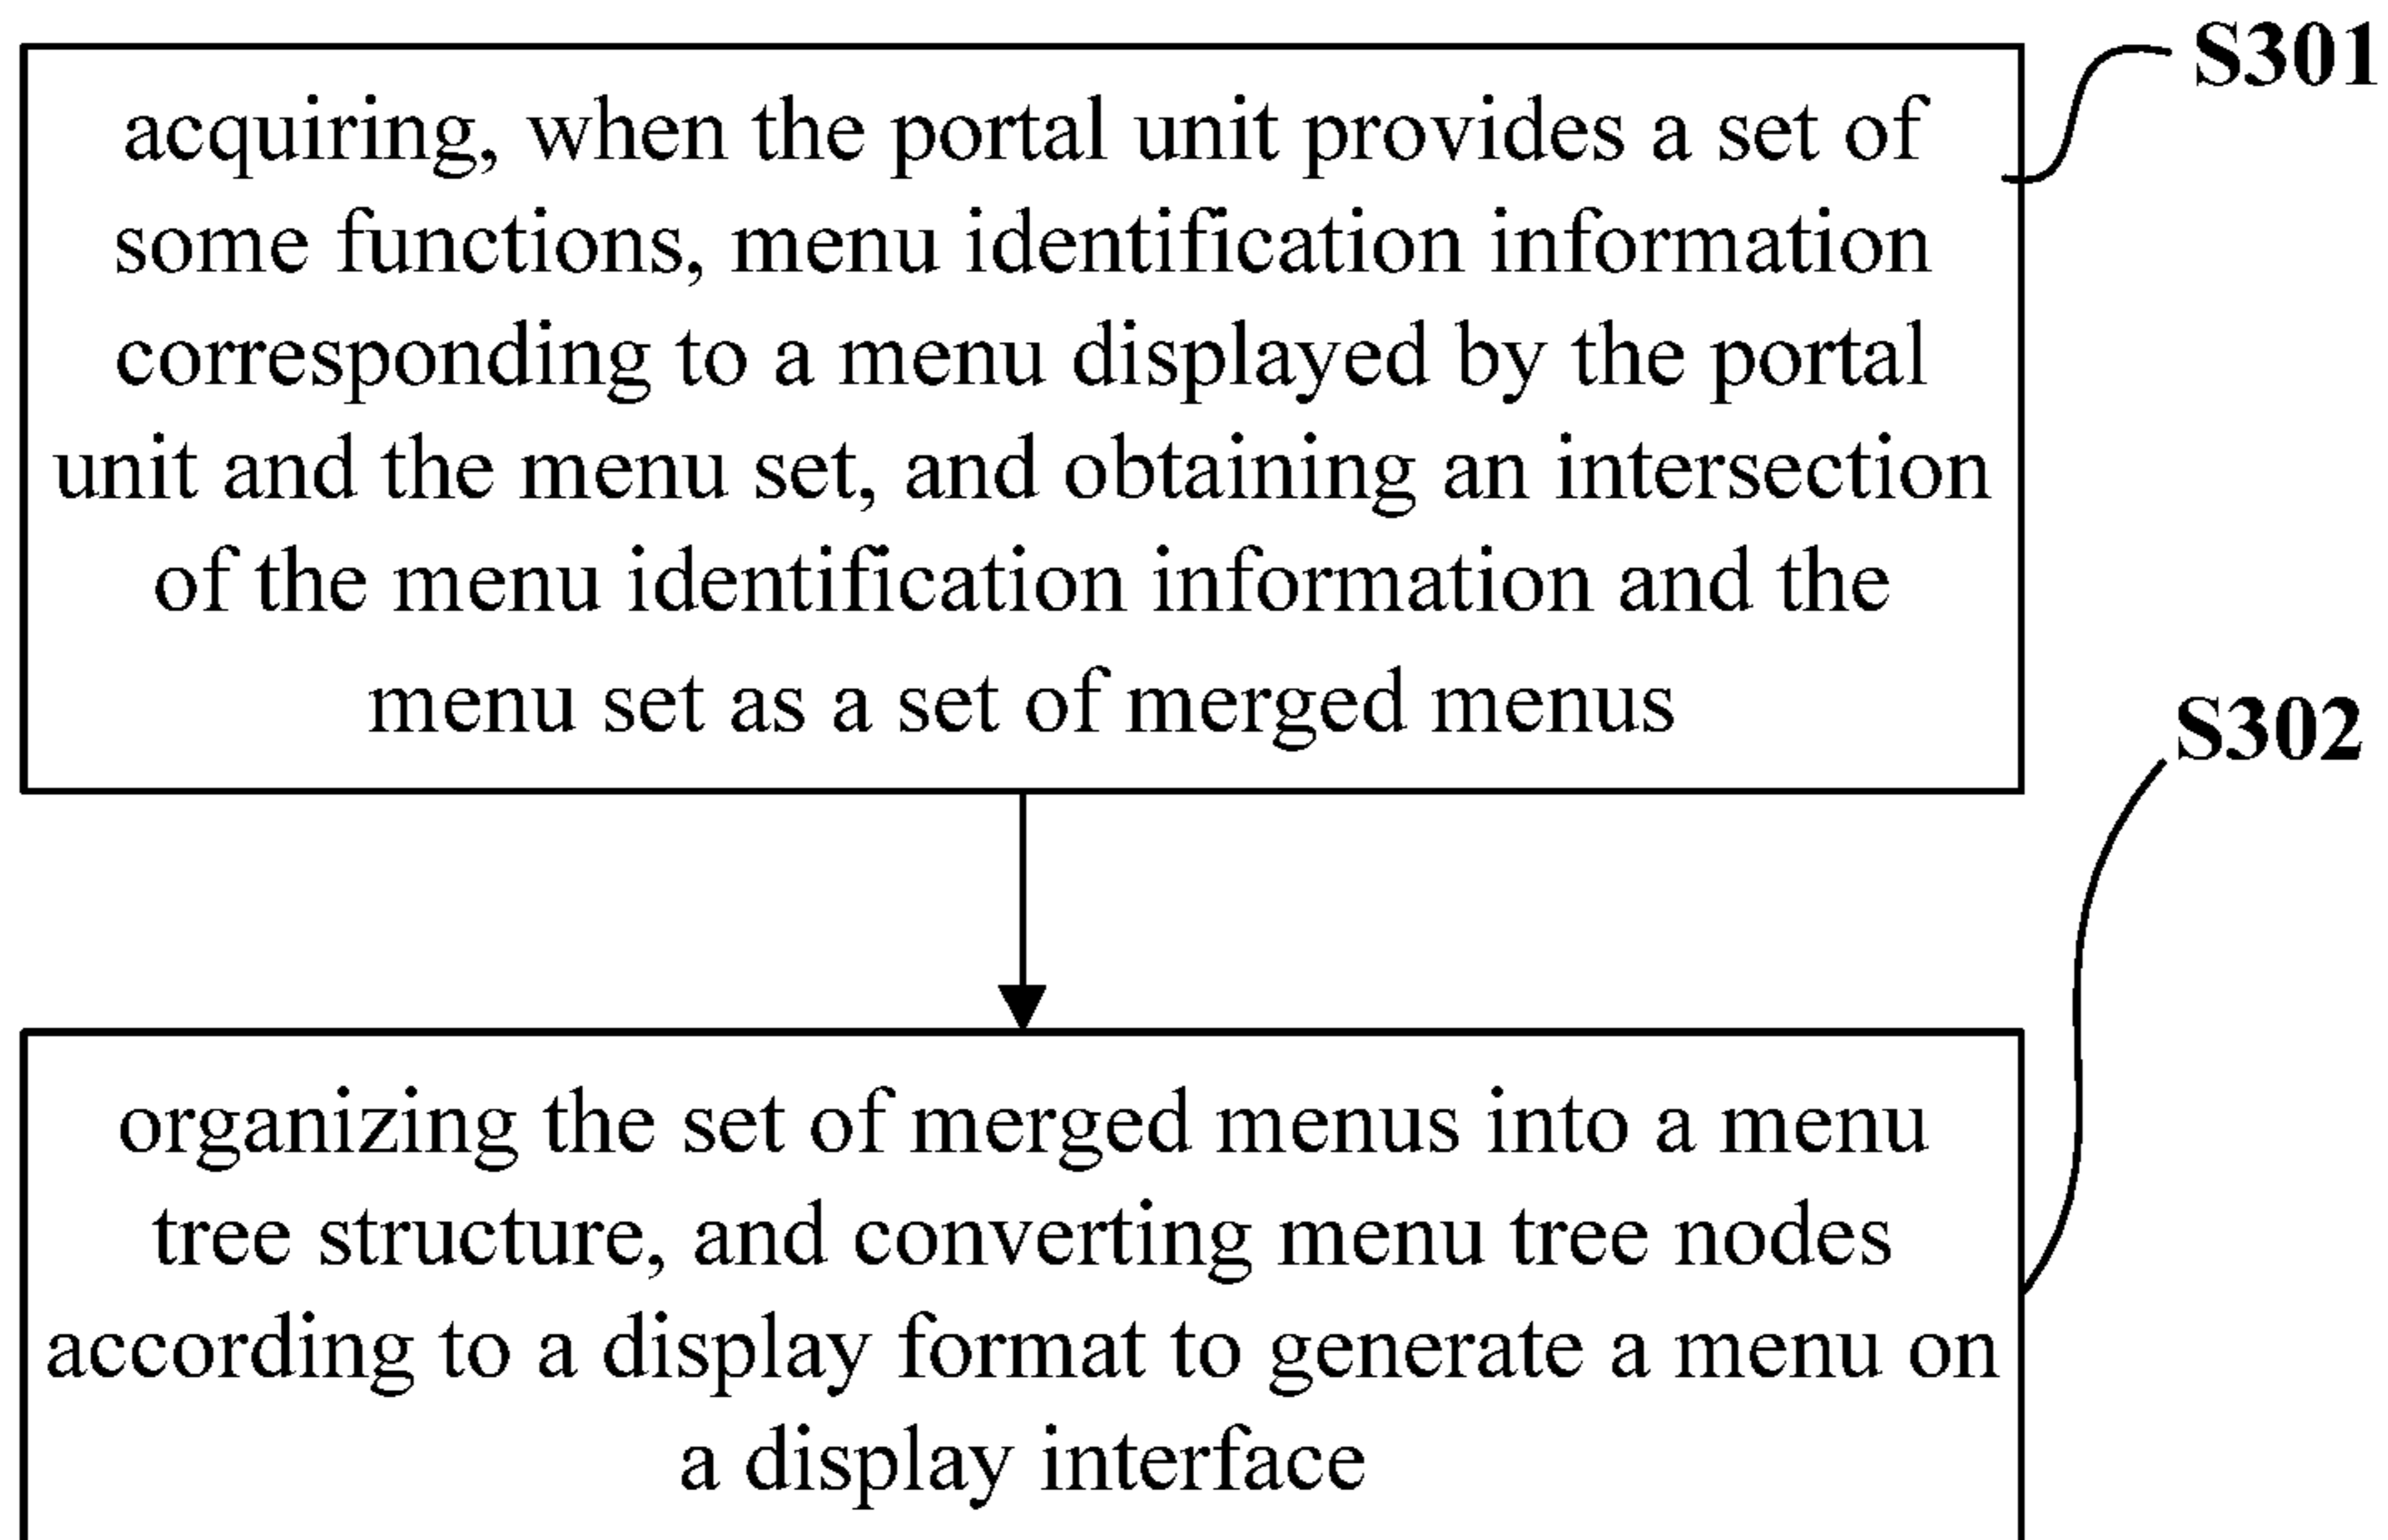 S301
acquiring, when the portal unit provides a set of
some functions, menu identification information
corresponding to a menu displayed by the portal
unit and the menu set, and obtaining an intersection
of the menu identification information and the
menu set as a set of merged menus
S302
organizing the set of merged menus into a menu
tree structure, and converting menu tree nodes
according to a display format to generate a menu on
a display interface